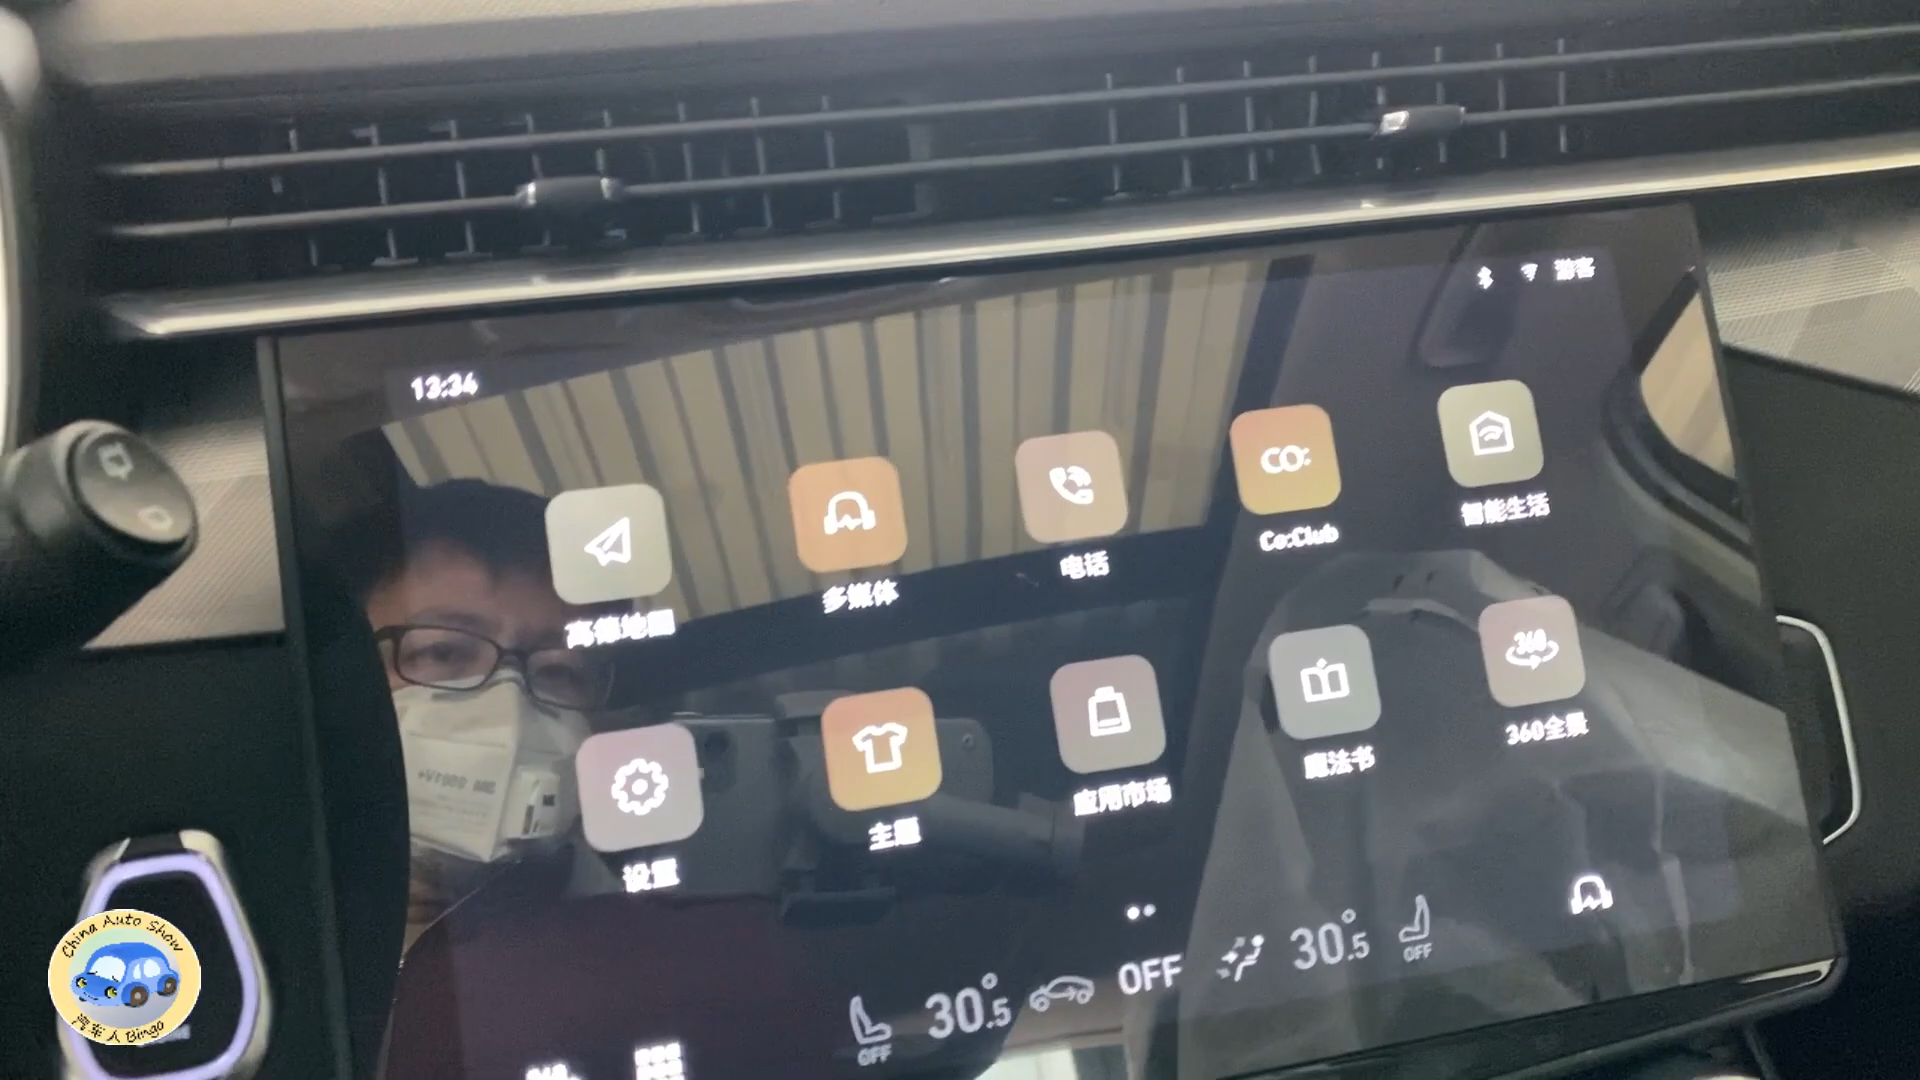 游客
13:34
高德地图
多媒体
电话
CO:
Co:Club
智能生活
设置
主题
应用市场
魔法书
360
360全景
OFF
30.5°
OFF
30.5°
OFF
China Auto Show
汽车人Bingo